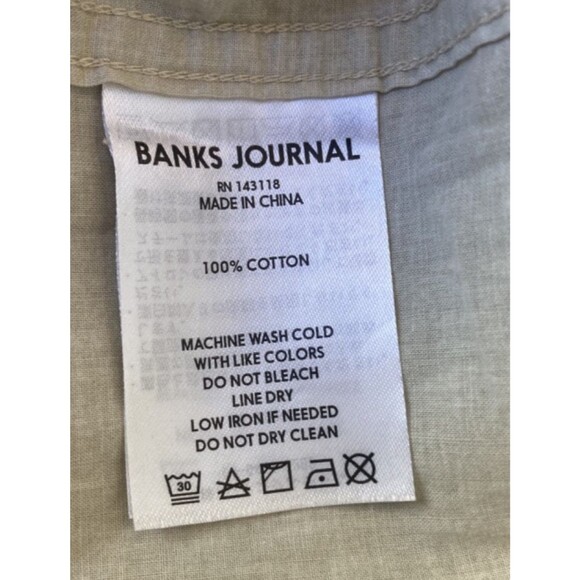 BANKS JOURNAL
RN 143118
MADE IN CHINA
100% COTTON
MACHINE WASH COLD
WITH LIKE COLORS
DO NOT BLEACH
LINE DRY
LOW IRON IF NEEDED
DO NOT DRY CLEAN
30